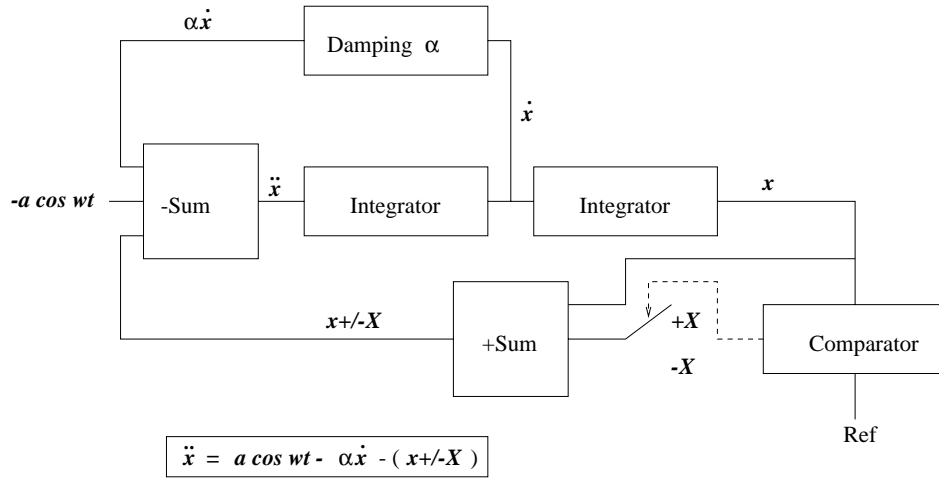 αẋ
Damping α
ẋ
-a cos wt
-Sum
ẍ
Integrator
Integrator
x
x+/-X
+Sum
+X
-X
Comparator
Ref
ẍ = a cos wt - αẋ - ( x+/-X )